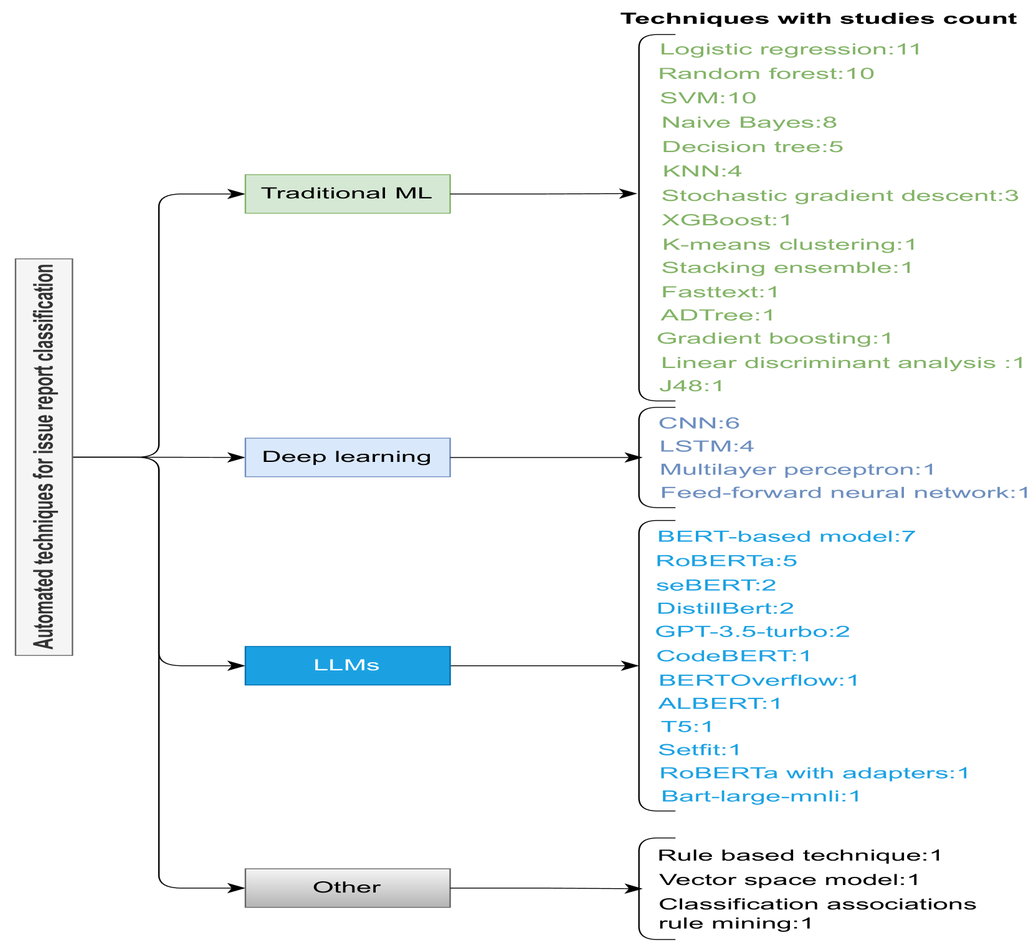 Techniques with studies count
Automated techniques for issue report classification
Traditional ML
Logistic regression:11
Random forest:10
SVM:10
Naive Bayes:8
Decision tree:5
KNN:4
Stochastic gradient descent:3
XGBoost:1
K-means clustering:1
Stacking ensemble:1
Fasttext:1
ADTree:1
Gradient boosting:1
Linear discriminant analysis :1
J48:1
Deep learning
CNN:6
LSTM:4
Multilayer perceptron:1
Feed-forward neural network:1
LLMs
BERT-based model:7
RoBERTa:5
seBERT:2
DistillBert:2
GPT-3.5-turbo:2
CodeBERT:1
BERTOverflow:1
ALBERT:1
T5:1
Setfit:1
RoBERTa with adapters:1
Bart-large-mnli:1
Other
Rule based technique:1
Vector space model:1
Classification associations
rule mining:1